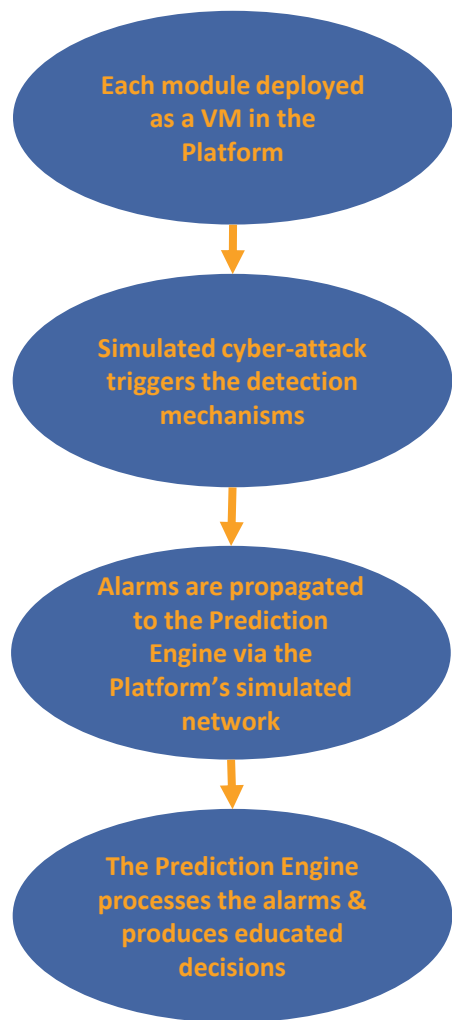 Each module deployed
as a VM in the
Platform
Simulated cyber-attack
triggers the detection
mechanisms
Alarms are propagated
to the Prediction
Engine via the
Platform’s simulated
network
The Prediction Engine
processes the alarms &
produces educated
decisions